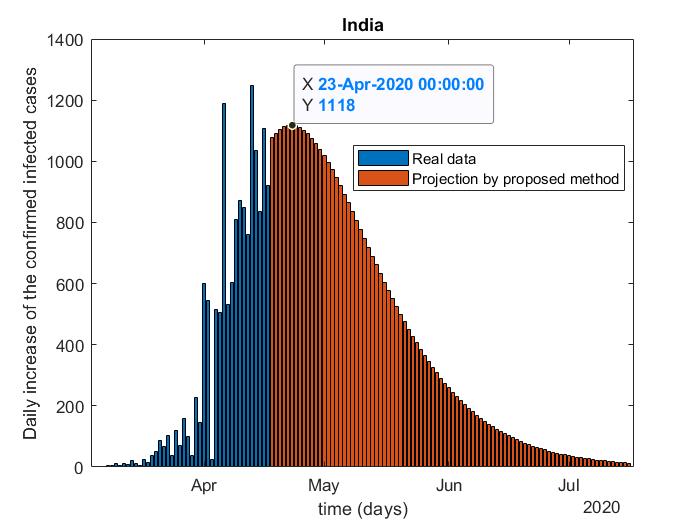 India
1400
1200
1000
800
600
400
200
0
Daily increase of the confirmed infected cases
X 23-Apr-2020 00:00:00
Y 1118
Real data
Projection by proposed method
Apr
May
Jun
Jul
time (days)
2020